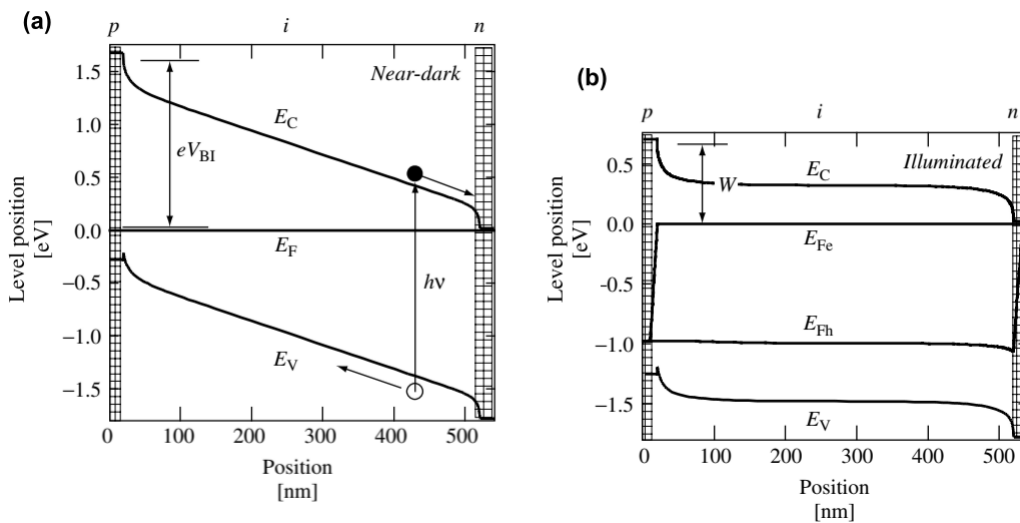 (a)
p i n
Near-dark
1.5
1.0
0.5
0.0
−0.5
−1.0
−1.5
Level position
[eV]
eV_BI
E_C
E_F
hν
E_V
0 100 200 300 400 500
Position
[nm]
(b)
p i n
Illuminated
0.5
0.0
−1.0
−1.5
Level position
[eV]
W
E_C
E_Fe
E_Fh
E_V
0 100 200 300 400 500
Position
[nm]